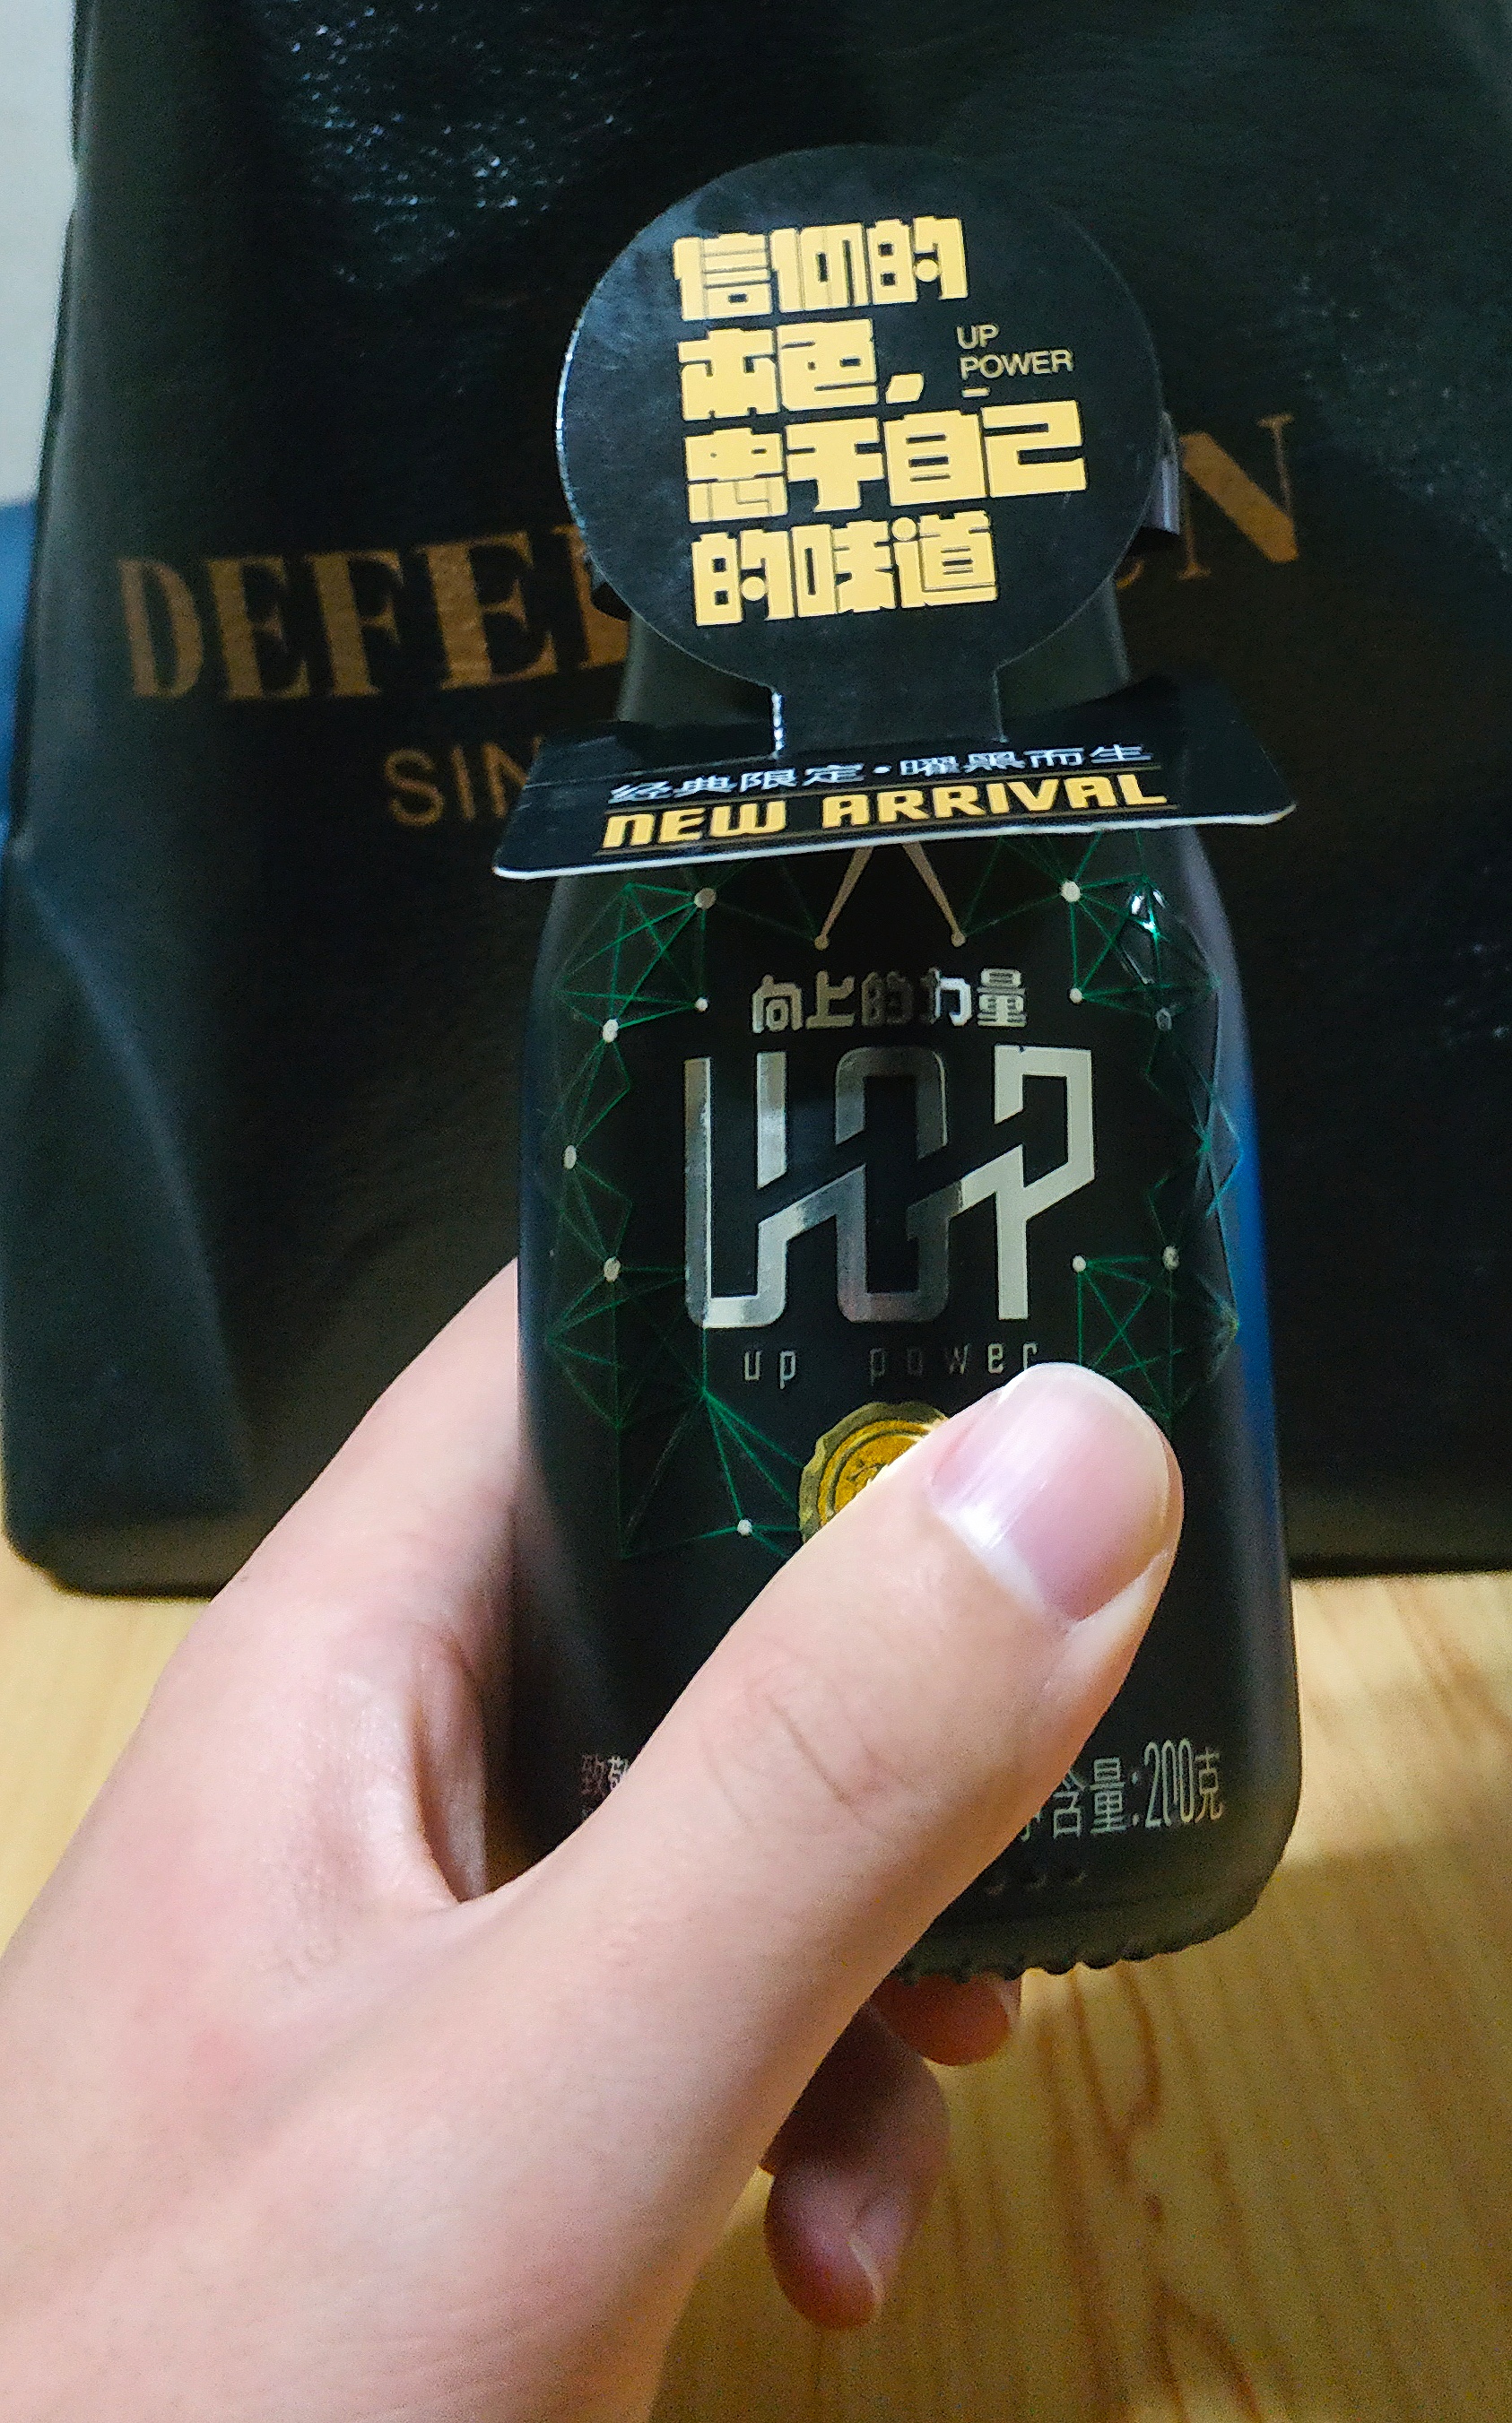 信仰的
本色,
UP
POWER
忠于自己
的味道
经典限定·曜黑而生
NEW ARRIVAL
向上的力量
UP
up power
致敬
含量:200克